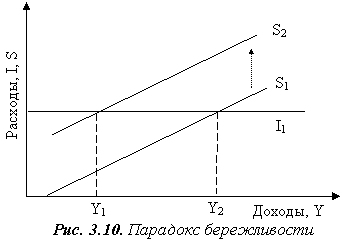 Расходы, I, S
S2
S1
I1
Y1
Y2
Доходы, Y
Рис. 3.10. Парадокс бережливости